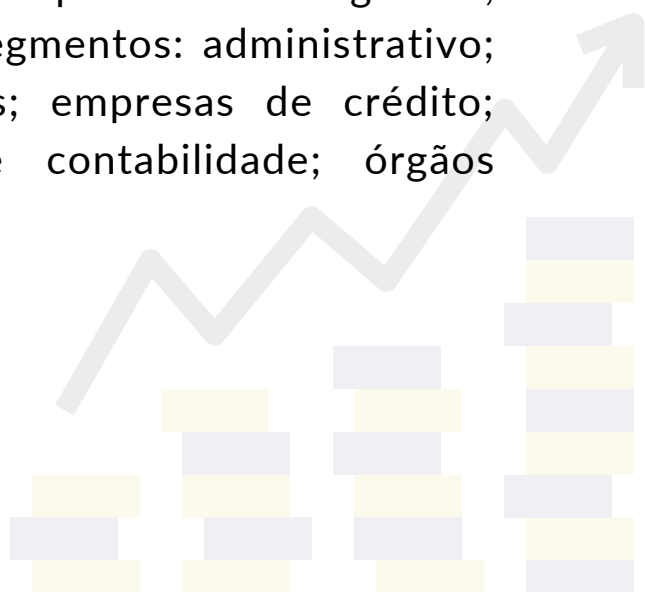 egmentos: administrativo;
s; empresas de crédito;
e contabilidade; órgãos